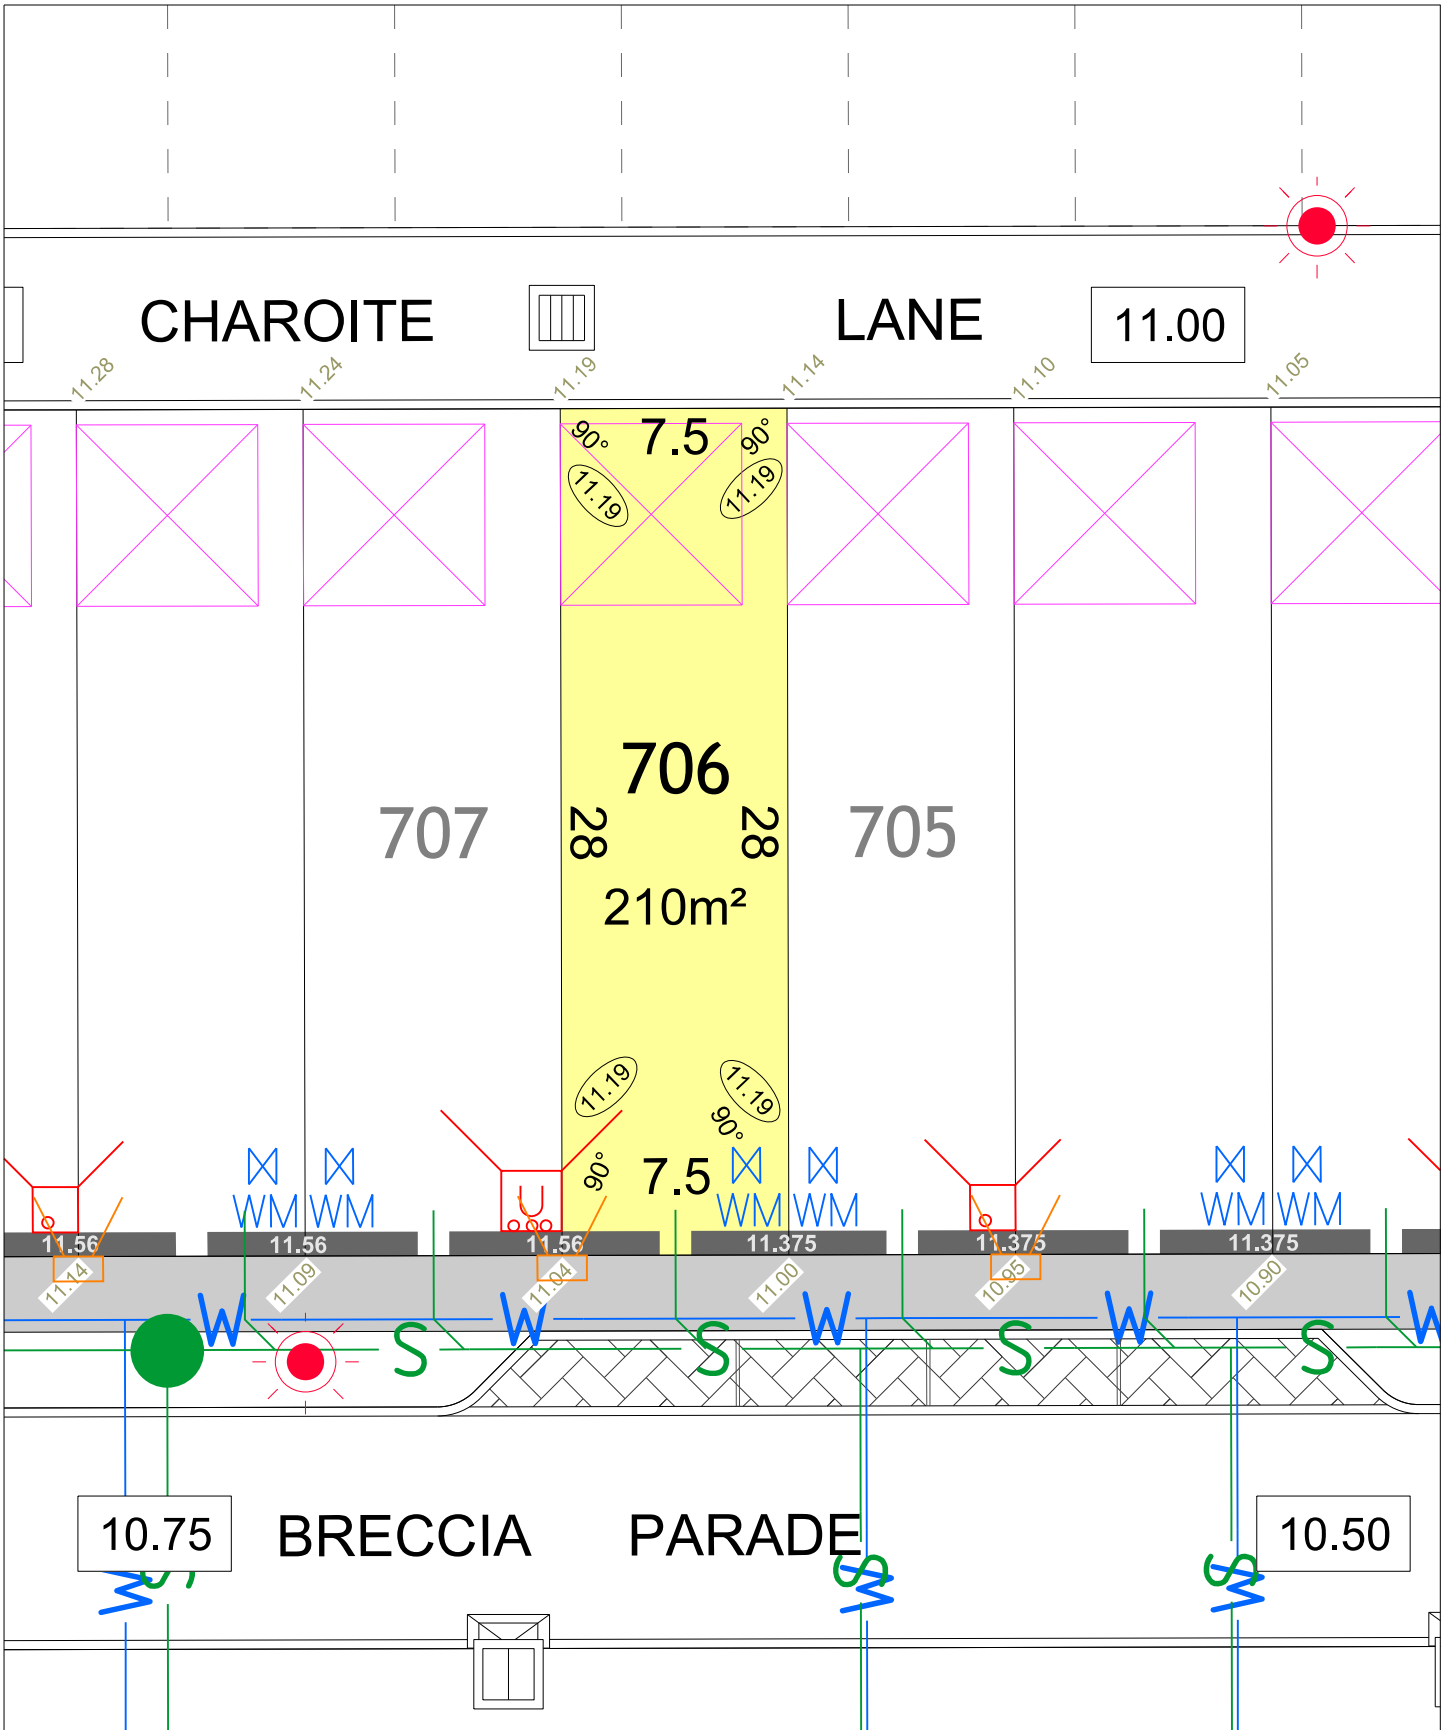 CHAROITE LANE 11.00
11.28 11.24 11.19 11.14 11.10 11.05
90° 7.5 90°
11.19 11.19
706
707 28 28 705
210m²
11.19 11.19
90°
90° 7.5
U
WM WM WM WM WM WM
11.56 11.56 11.56 11.375 11.375 11.375
11.14 11.09 11.04 11.00 10.95 10.90
W W W W W
S S S S
10.75 BRECCIA PARADE 10.50
S S S
W W W